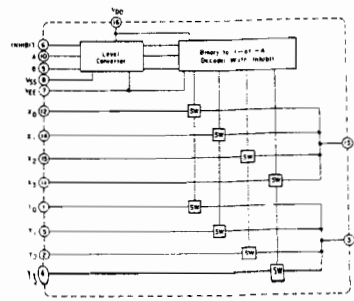 VDD
16
INHIBIT 6
A 10
B 9
VSS 8
VEE 7
Level
Converter
Binary to 1-of-4
Decoder With Inhibit
X0 12
SW
X1 14
SW
X2 15
SW
X3 11
SW
13
Y0 1
SW
Y1 5
SW
Y2 2
SW
3
Y3 4
SW